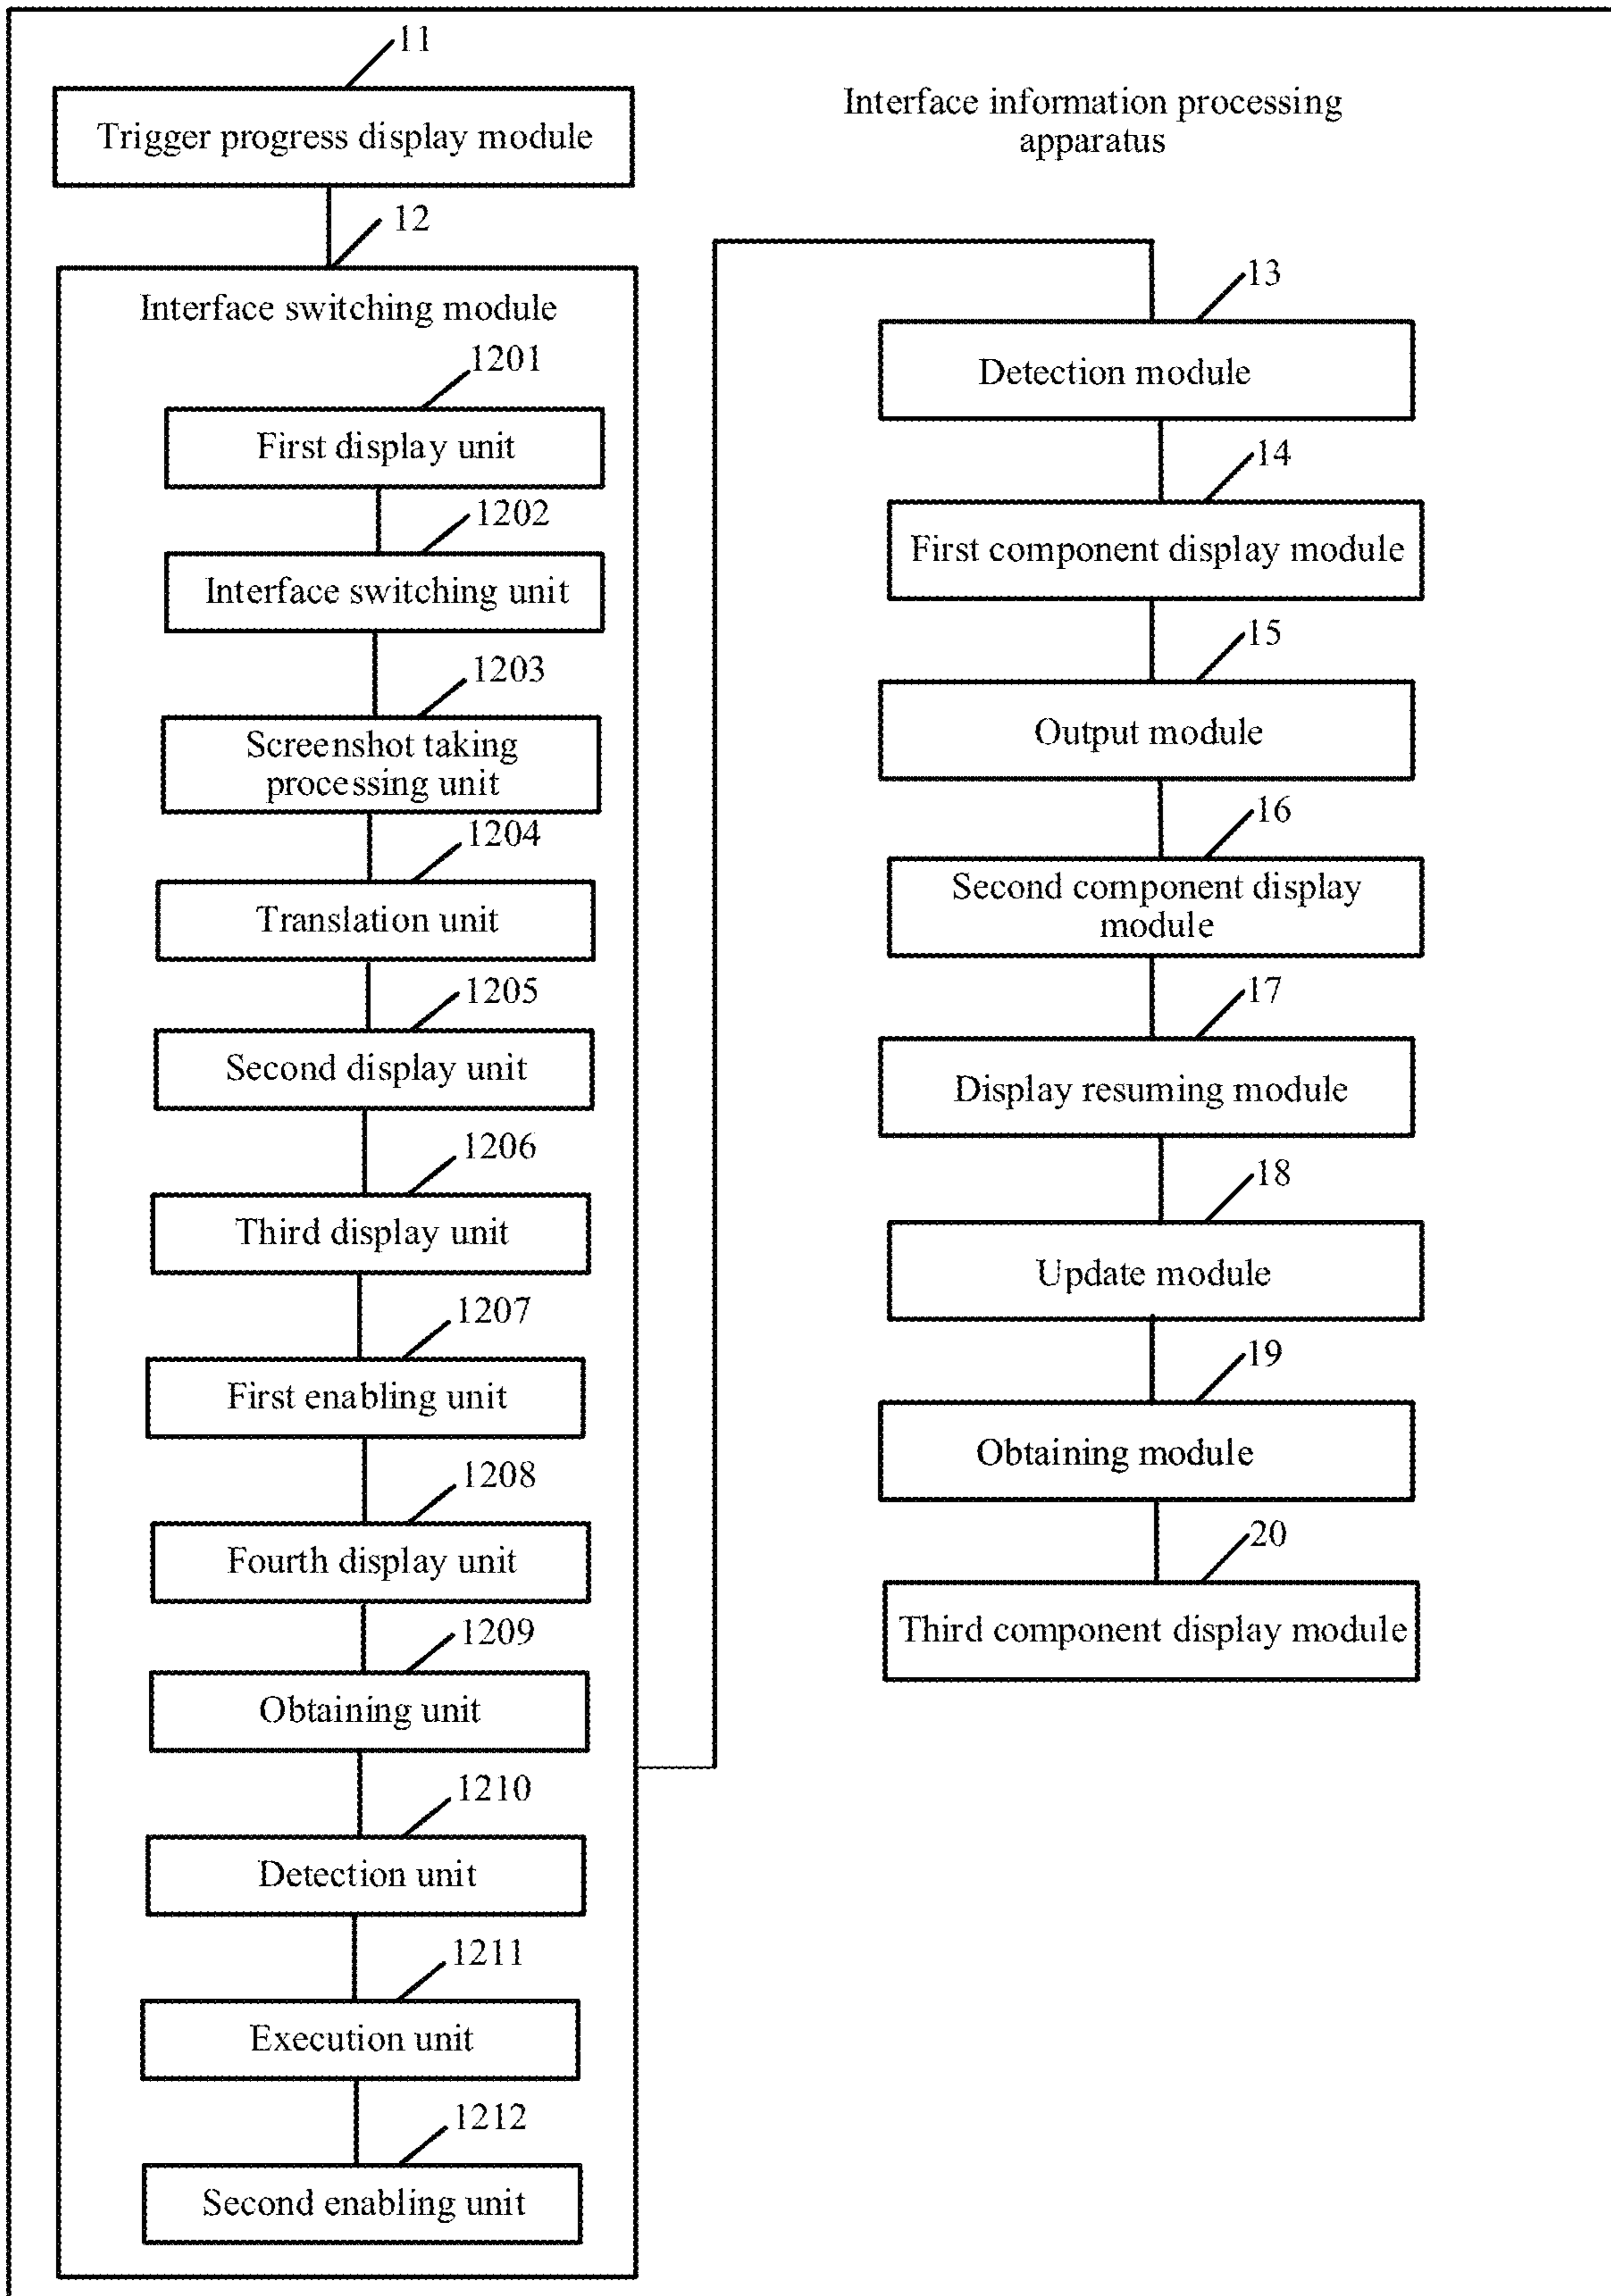 11
Trigger progress display module
Interface information processing
apparatus
12
Interface switching module
1201
First display unit
1202
Interface switching unit
1203
Screenshot taking
processing unit
1204
Translation unit
1205
Second display unit
1206
Third display unit
1207
First enabling unit
1208
Fourth display unit
1209
Obtaining unit
1210
Detection unit
1211
Execution unit
1212
Second enabling unit
13
Detection module
14
First component display module
15
Output module
16
Second component display
module
17
Display resuming module
18
Update module
19
Obtaining module
20
Third component display module